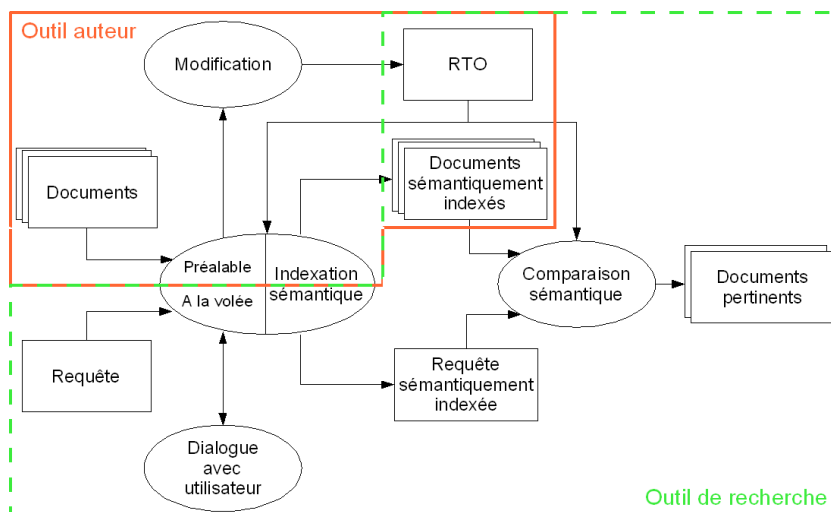 Outil auteur
Modification
RTO
Documents
Documents
sémantiquement
indexés
Préalable
Indexation
sémantique
A la volée
Comparaison
sémantique
Documents
pertinents
Requête
Requête
sémantiquement
indexée
Dialogue
avec
utilisateur
Outil de recherche